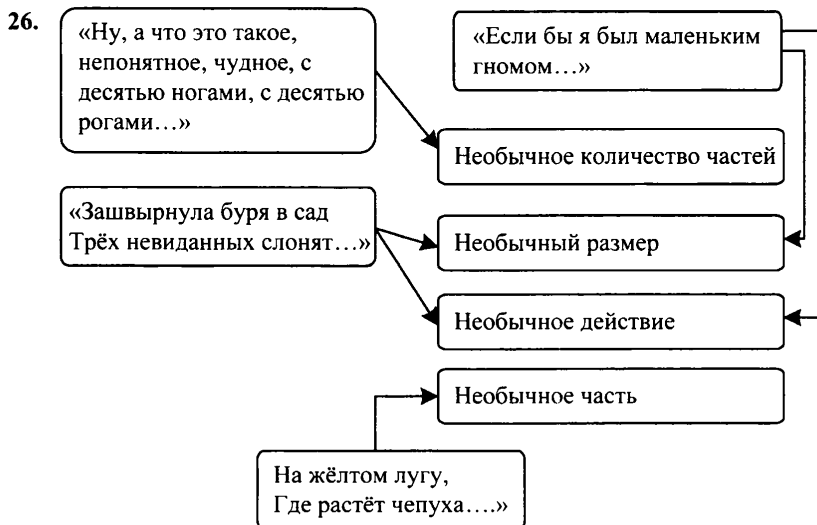 26.
«Ну, а что это такое,
непонятное, чудное, с
десятью ногами, с десятью
рогами…»
«Если бы я был маленьким
гномом…»
Необычное количество частей
«Зашвырнула буря в сад
Трёх невиданных слонят…»
Необычный размер
Необычное действие
Необычное часть
На жёлтом лугу,
Где растёт чепуха….»